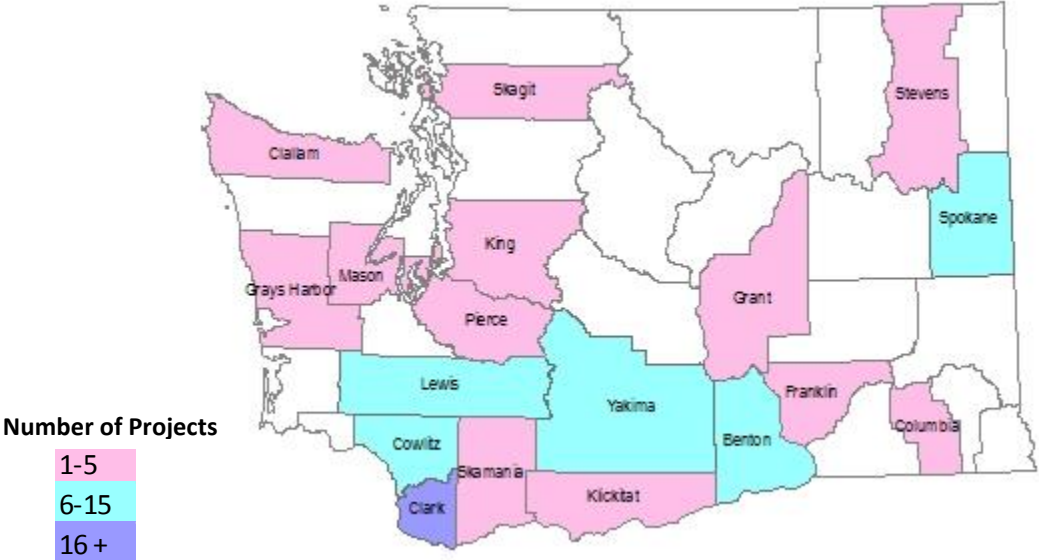 Skagit
Stevens
Clallam
Spokane
King
Mason
Grays Harbor
Grant
Pierce
Lewis
Franklin
Yakima
Columbia
Number of Projects
Cowlitz
Benton
1-5
Skamania
6-15
Klickitat
Clark
16 +